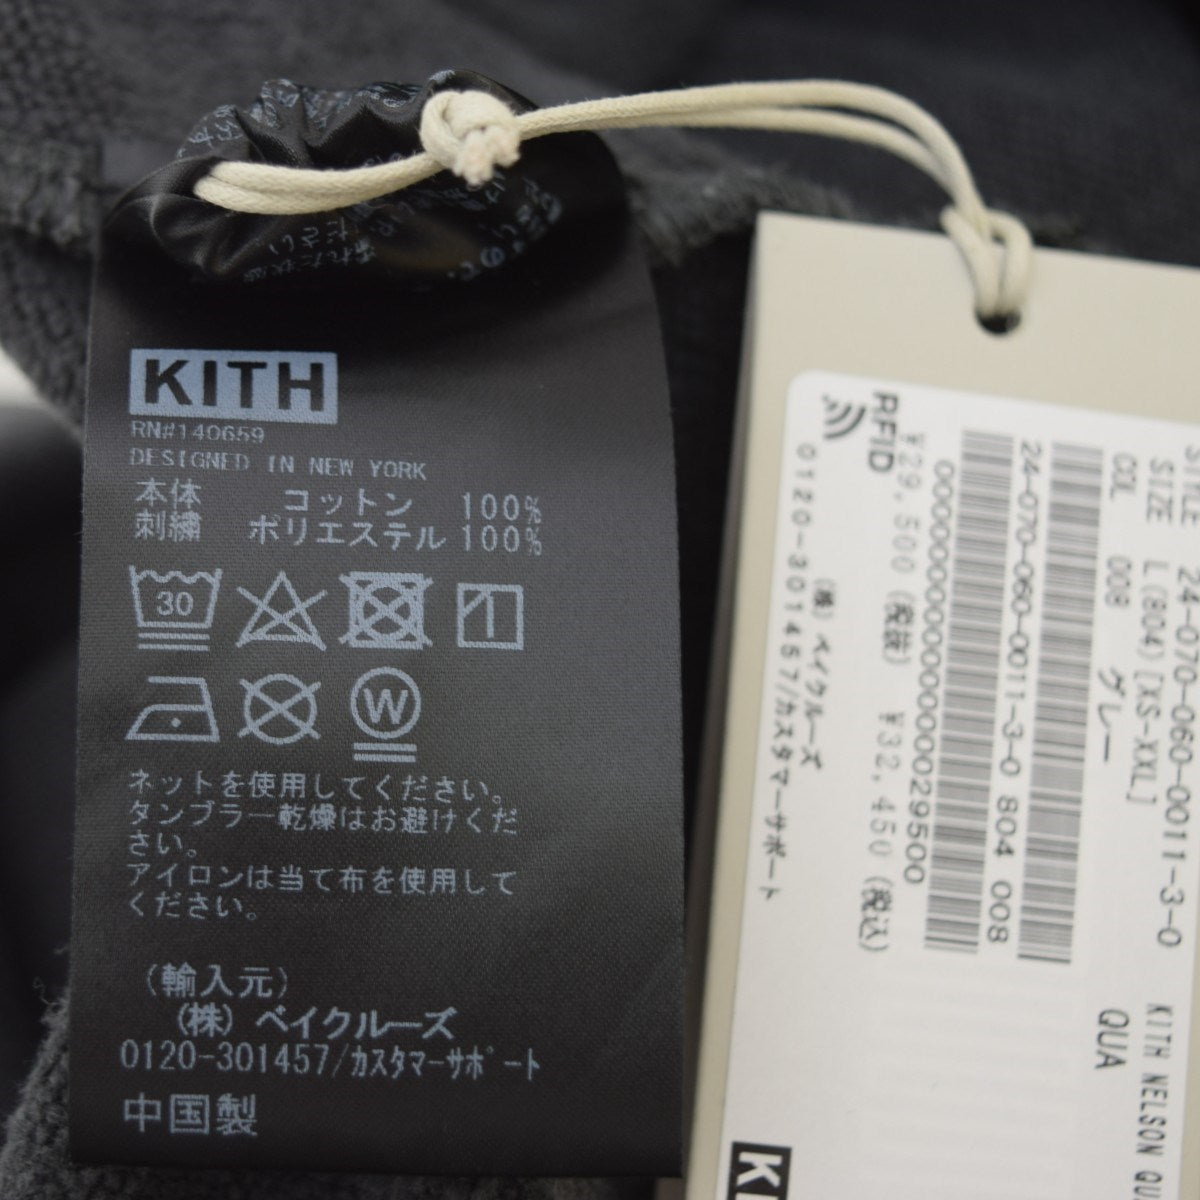 KITH
RN#140659
DESIGNED IN NEW YORK
本体 コットン 100%
刺繍 ポリエステル 100%
30
W
ネットを使用してください。
タンブラー乾燥はお避けくだ
さい。
アイロンは当て布を使用して
ください。
(輸入元)
(株) ベイクルーズ
0120-301457/カスタマーサポート
中国製
STYLE 24-070-060-0011-3-0
SIZE L(804)[XS-XXL]
COL 008 グレー
KITH NELSON QU
QUA
24-070-060-0011-3-0 804 008
RFID
¥29,500 (税抜) ¥32,450 (税込)
(株) ベイクルーズ
0120-301457/カスタマーサポート